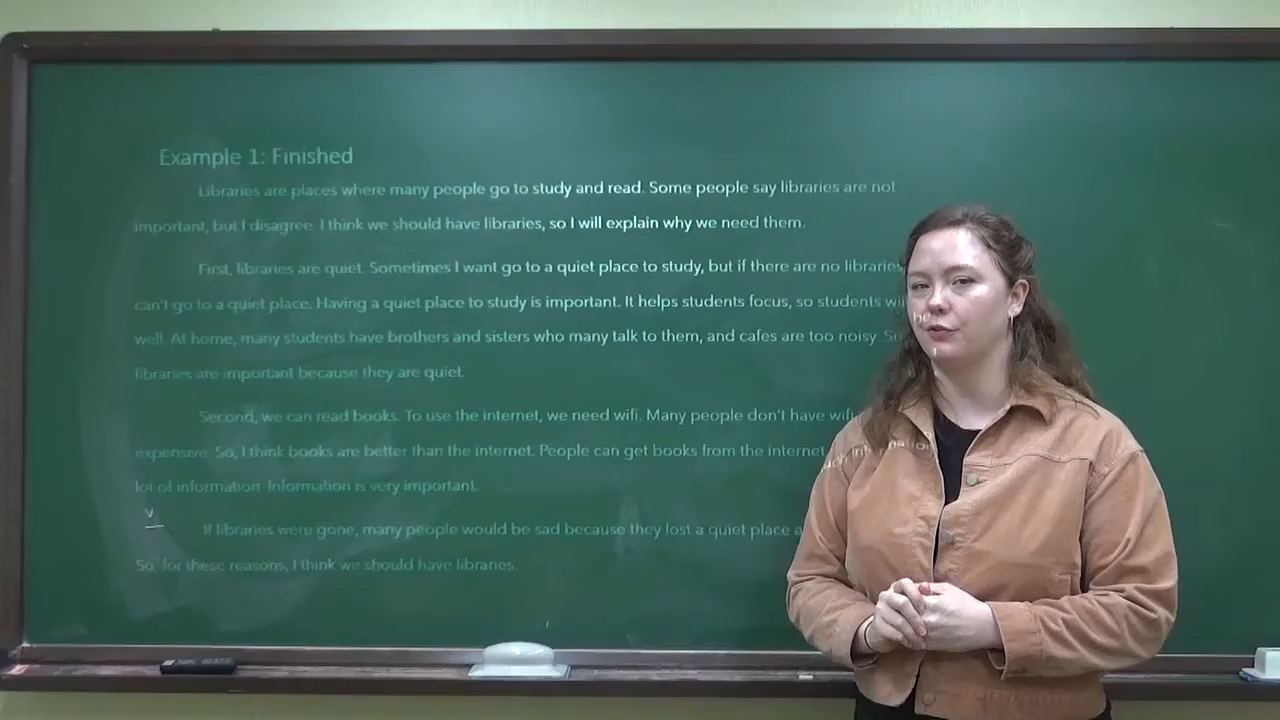 Example 1: Finished
Libraries are places where many people go to study and read. Some people say libraries are not
important, but I disagree. I think we should have libraries, so I will explain why we need them.
First, libraries are quiet. Sometimes I want go to a quiet place to study, but if there are no libraries
can't go to a quiet place. Having a quiet place to study is important. It helps students focus, so students
well. At home, many students have brothers and sisters who many talk to them, and cafes are too noisy. So
libraries are important because they are quiet.
Second, we can read books. To use the internet, we need wifi. Many people don't have wifi
expensive. So, I think books are better than the internet. People can get books from the internet
lot of information. Information is very important.
If libraries were gone, many people would be sad because they lost a quiet place
So, for these reasons, I think we should have libraries.